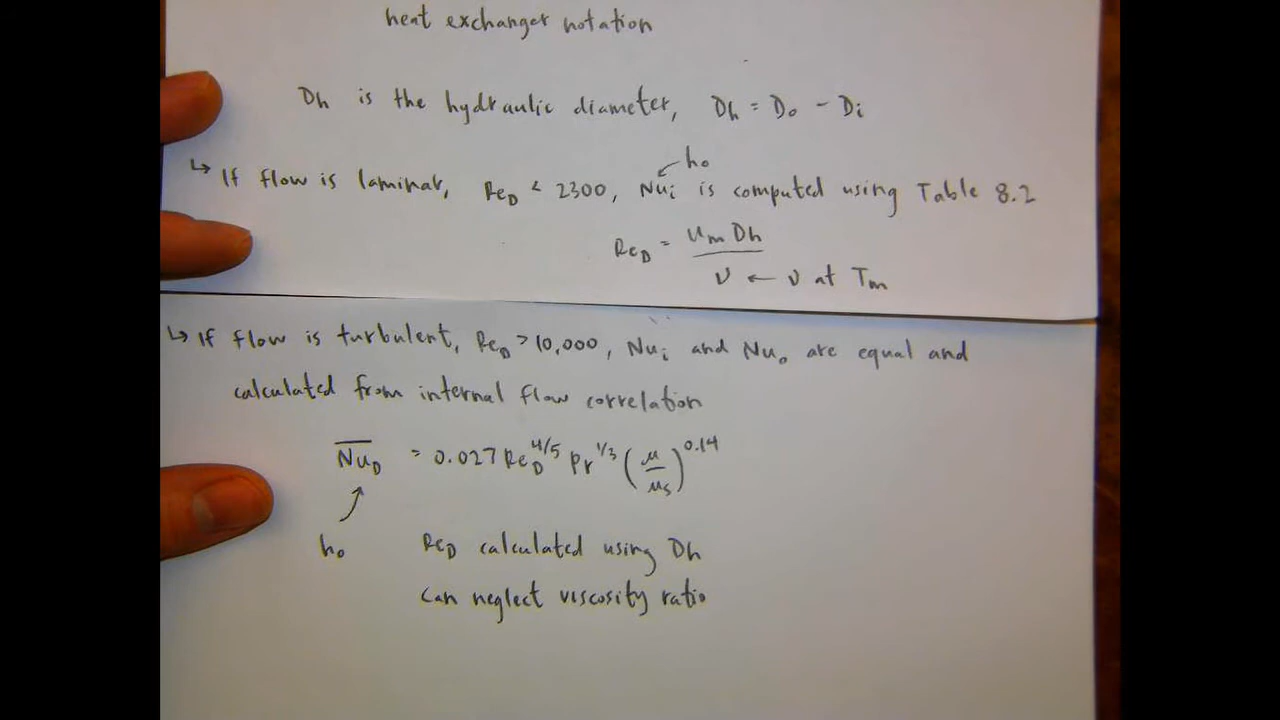 heat exchanger notation
Dh is the hydraulic diameter, Dh = Do - Di
ho
↳ If flow is laminar, ReD < 2300, Nui is computed using Table 8.2
ReD = um Dh / ν ← ν at Tm
↳ If flow is turbulent, ReD > 10,000, Nui and Nuo are equal and
calculated from internal flow correlation
N̅u̅D = 0.027 ReD^4/5 Pr^1/3 (μ/μs)^0.14
ho ReD calculated using Dh
can neglect viscosity ratio